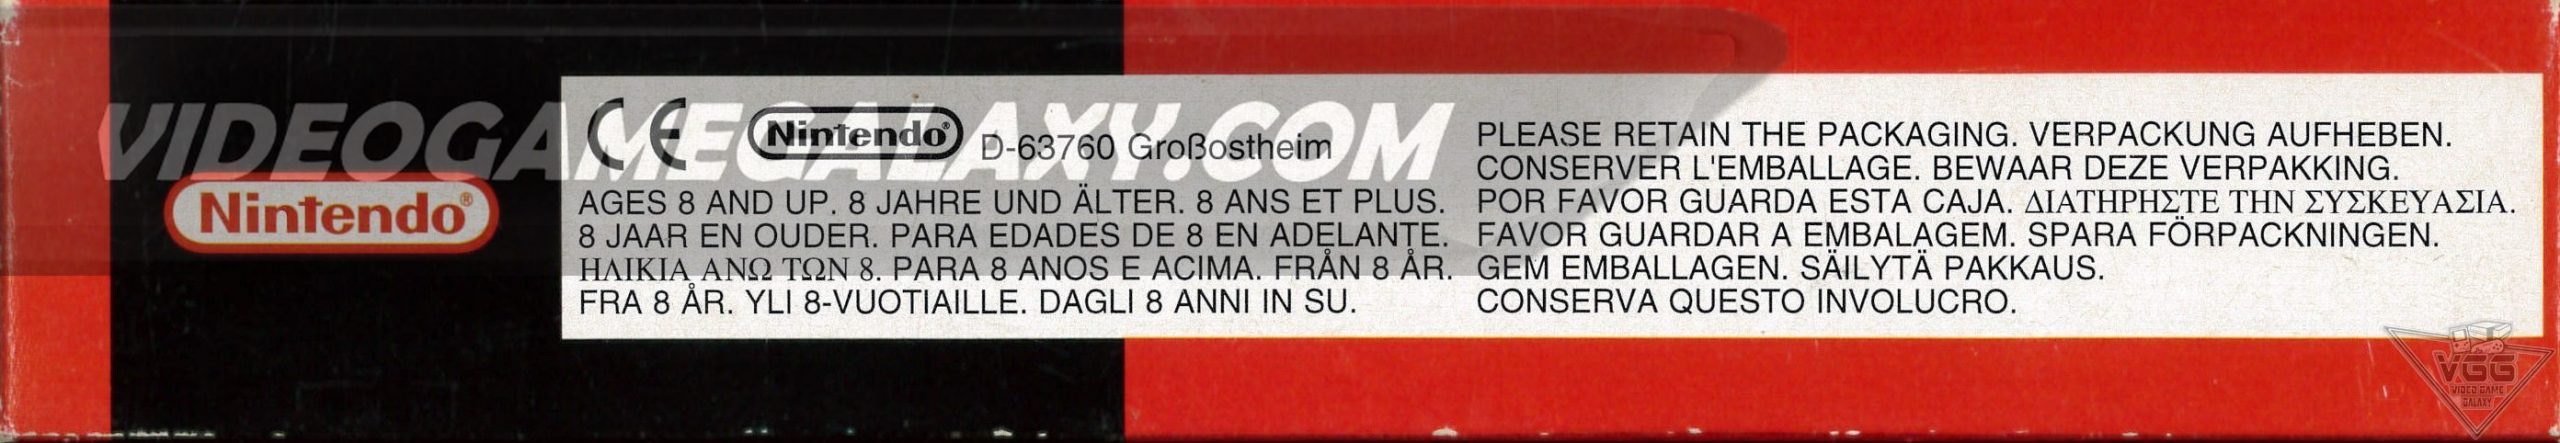 VIDEOGAMEGALAXY.COM
Nintendo®
CE Nintendo® D-63760 Großostheim
AGES 8 AND UP. 8 JAHRE UND ÄLTER. 8 ANS ET PLUS.
8 JAAR EN OUDER. PARA EDADES DE 8 EN ADELANTE.
ΗΛΙΚΙΑ ΑΝΩ ΤΩΝ 8. PARA 8 ANOS E ACIMA. FRÅN 8 ÅR.
FRA 8 ÅR. YLI 8-VUOTIAILLE. DAGLI 8 ANNI IN SU.
PLEASE RETAIN THE PACKAGING. VERPACKUNG AUFHEBEN.
CONSERVER L'EMBALLAGE. BEWAAR DEZE VERPAKKING.
POR FAVOR GUARDA ESTA CAJA. ΔΙΑΤΗΡΗΣΤΕ ΤΗΝ ΣΥΣΚΕΥΑΣΙΑ.
FAVOR GUARDAR A EMBALAGEM. SPARA FÖRPACKNINGEN.
GEM EMBALLAGEN. SÄILYTÄ PAKKAUS.
CONSERVA QUESTO INVOLUCRO.
VGG
VIDEO GAME
GALAXY